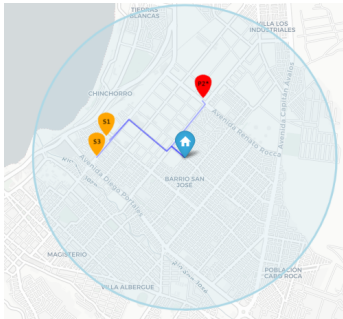 TIERRAS
BLANCAS
VILLA LOS
INDUSTRIALES
CHINCHORRO
S1
S3
Avenida Capitán Avalos
Avenida Renato Rocca
Avenida Diego Portales
BARRIO SAN
JOSÉ
MAGISTERIO
VILLA ALBERGUE
POBLACIÓN
CABO ROCA